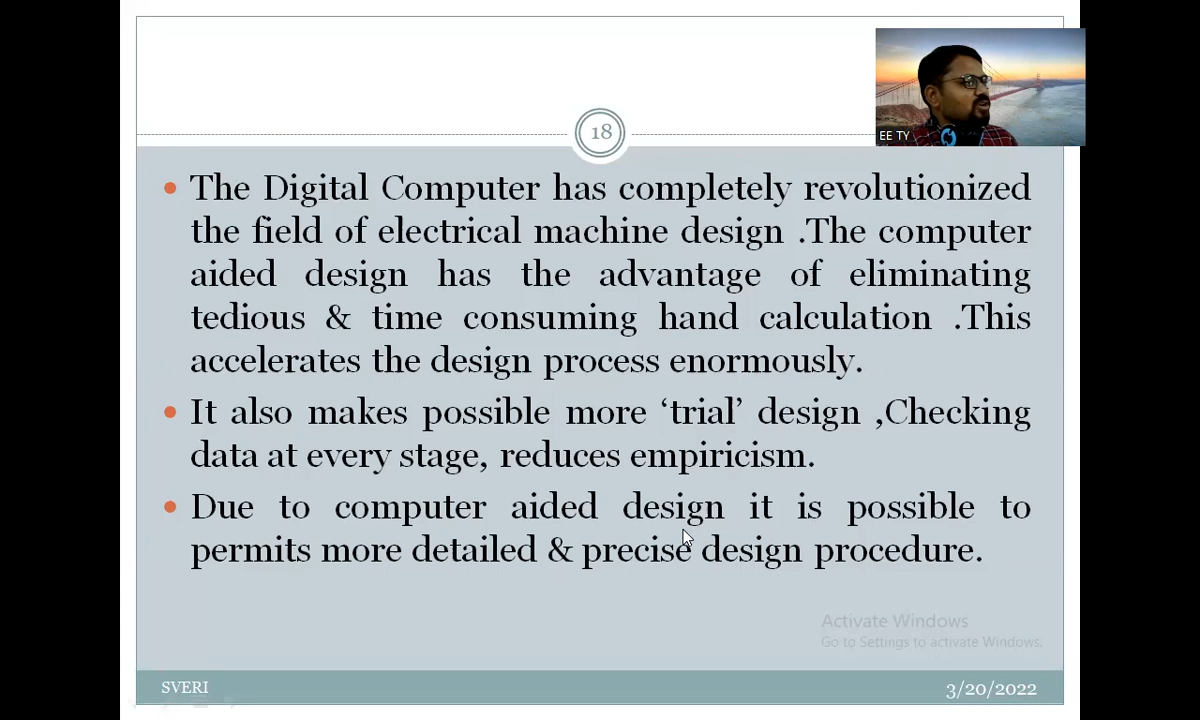 EE TY
18
The Digital Computer has completely revolutionized
the field of electrical machine design .The computer
aided design has the advantage of eliminating
tedious & time consuming hand calculation .This
accelerates the design process enormously.
It also makes possible more ‘trial’ design ,Checking
data at every stage, reduces empiricism.
Due to computer aided design it is possible to
permits more detailed & precise design procedure.
Activate Windows
Go to Settings to activate Windows.
SVERI
3/20/2022